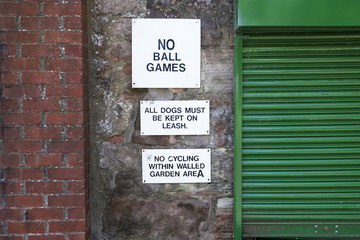 NO
BALL
GAMES
ALL DOGS MUST
BE KEPT ON
LEASH.
NO CYCLING
WITHIN WALLED
GARDEN AREA